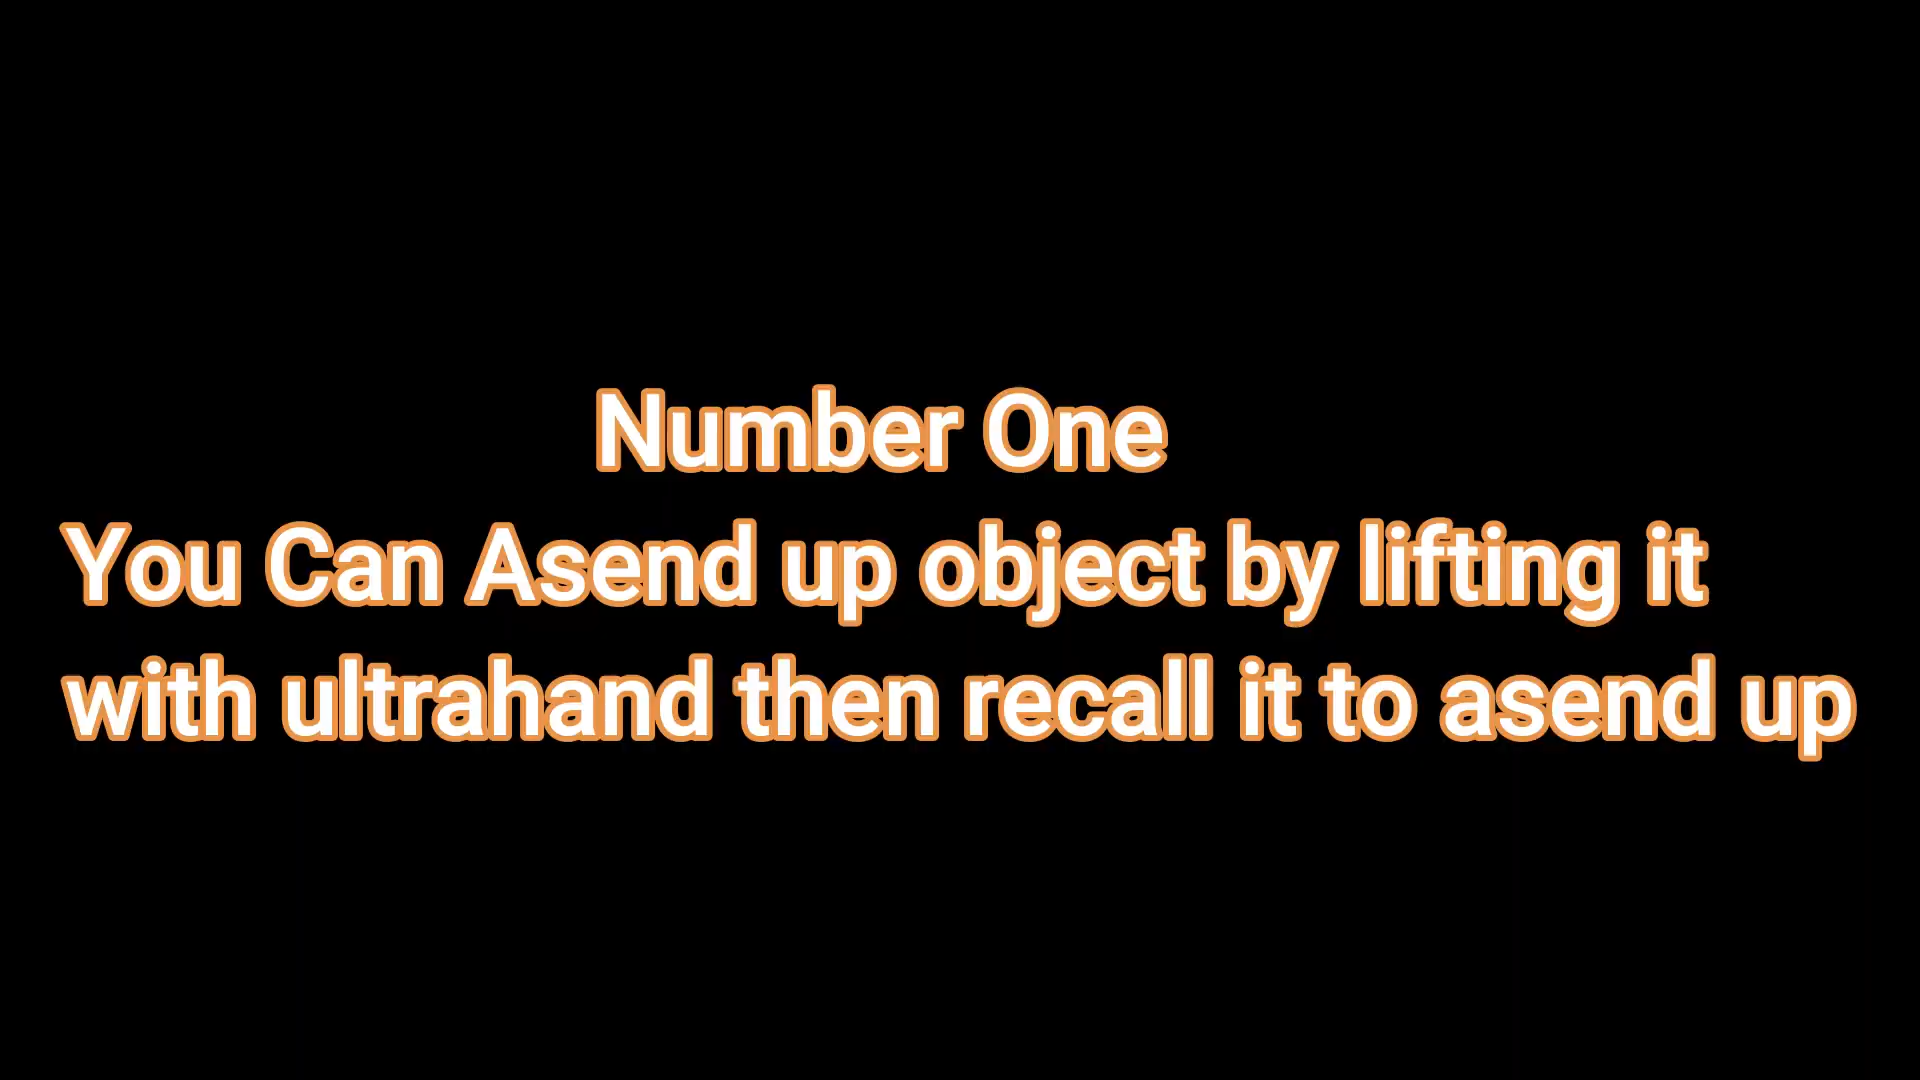 Number One
You Can Asend up object by lifting it
with ultrahand then recall it to asend up